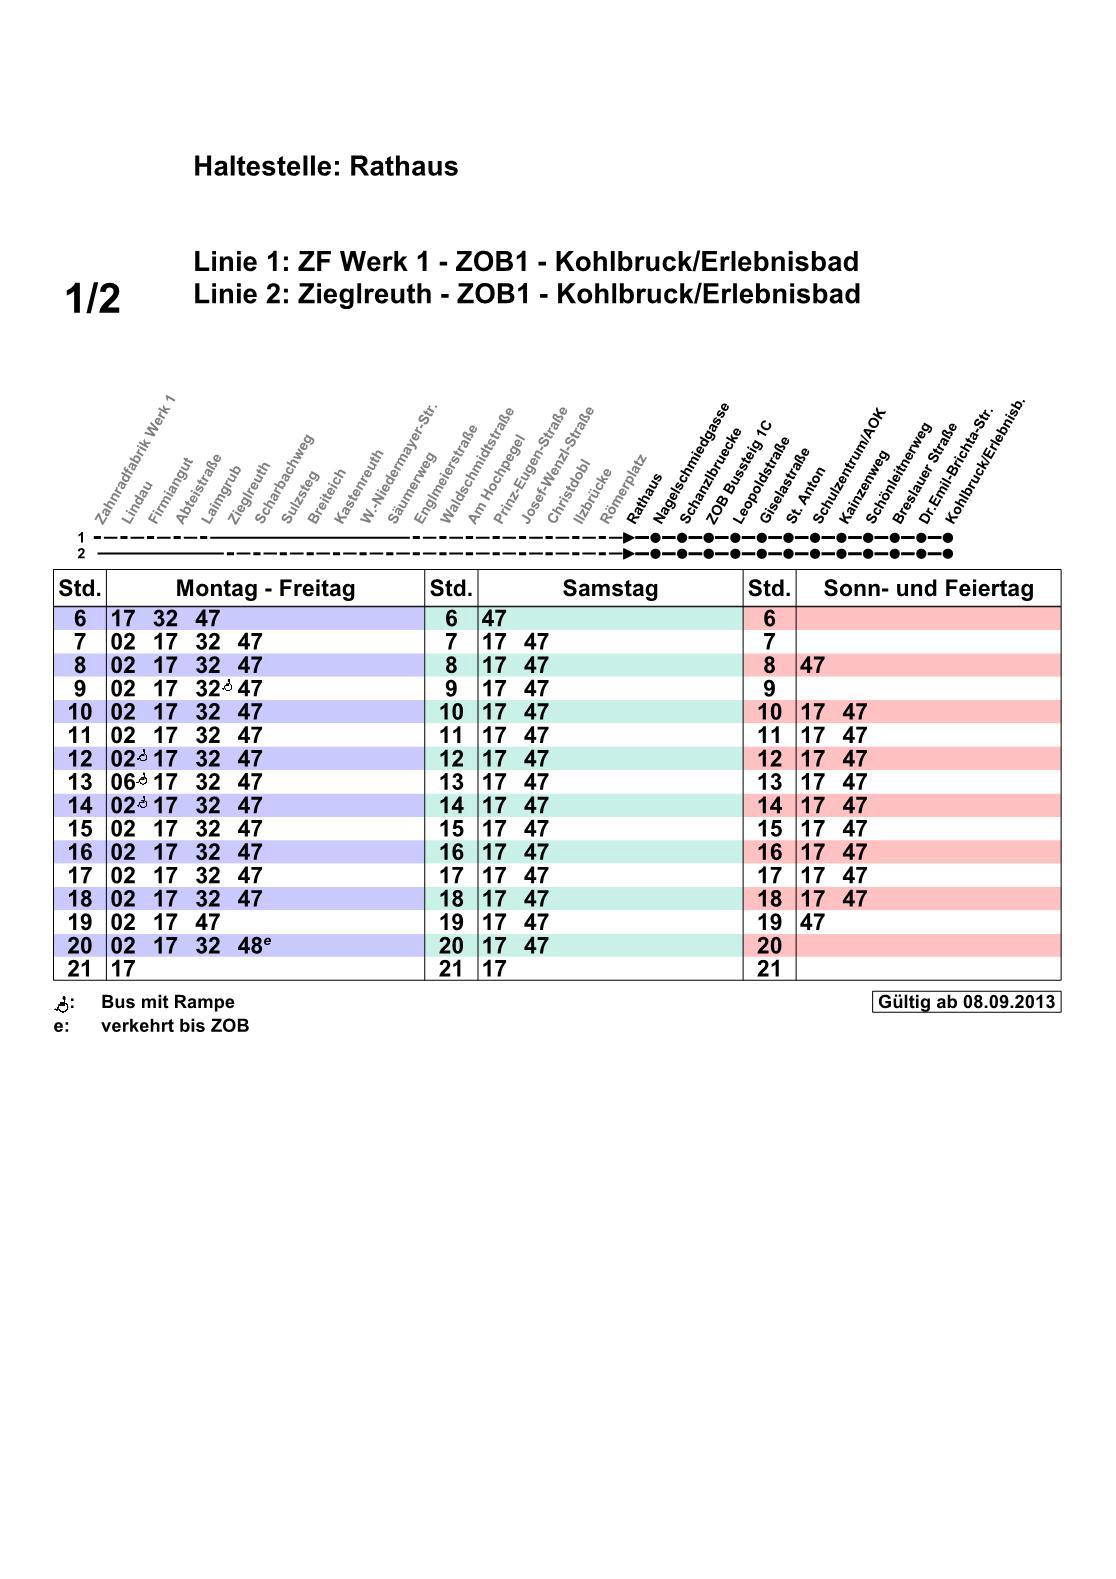 Haltestelle: Rathaus
Linie 1: ZF Werk 1 - ZOB1 - Kohlbruck/Erlebnisbad
1/2
Linie 2: Zieglreuth - ZOB1 - Kohlbruck/Erlebnisbad
Zahnradfabrik Werk 1
Lindau
Firmiangut
Abteistraße
Laimgrub
Zieglreuth
Scharbachweg
Sulzsteg
Breiteich
Kastenreuth
W.-Niedermayer-Str.
Säumerweg
Englmeierstraße
Waldschmidtstraße
Am Hochpegel
Prinz-Eugen-Straße
Josef-Wenzl-Straße
Christdobl
Ilzbrücke
Römerplatz
Rathaus
Nagelschmiedgasse
Schanzlbruecke
ZOB Bussteig 1C
Leopoldstraße
Giselastraße
St. Anton
Schulzentrum/AOK
Kainzenweg
Schönleitnerweg
Breslauer Straße
Dr.Emil-Brichta-Str.
Kohlbruck/Erlebnisb.
1
2
Std. Montag - Freitag Std. Samstag Std. Sonn- und Feiertag
6 17 32 47 6 47 6
7 02 17 32 47 7 17 47 7
8 02 17 32 47 8 17 47 8 47
9 02 17 32 47 9 17 47 9
10 02 17 32 47 10 17 47 10 17 47
11 02 17 32 47 11 17 47 11 17 47
12 02 17 32 47 12 17 47 12 17 47
13 06 17 32 47 13 17 47 13 17 47
14 02 17 32 47 14 17 47 14 17 47
15 02 17 32 47 15 17 47 15 17 47
16 02 17 32 47 16 17 47 16 17 47
17 02 17 32 47 17 17 47 17 17 47
18 02 17 32 47 18 17 47 18 17 47
19 02 17 47 19 17 47 19 47
20 02 17 32 48e 20 17 47 20
21 17 21 17 21
: Bus mit Rampe Gültig ab 08.09.2013
e: verkehrt bis ZOB